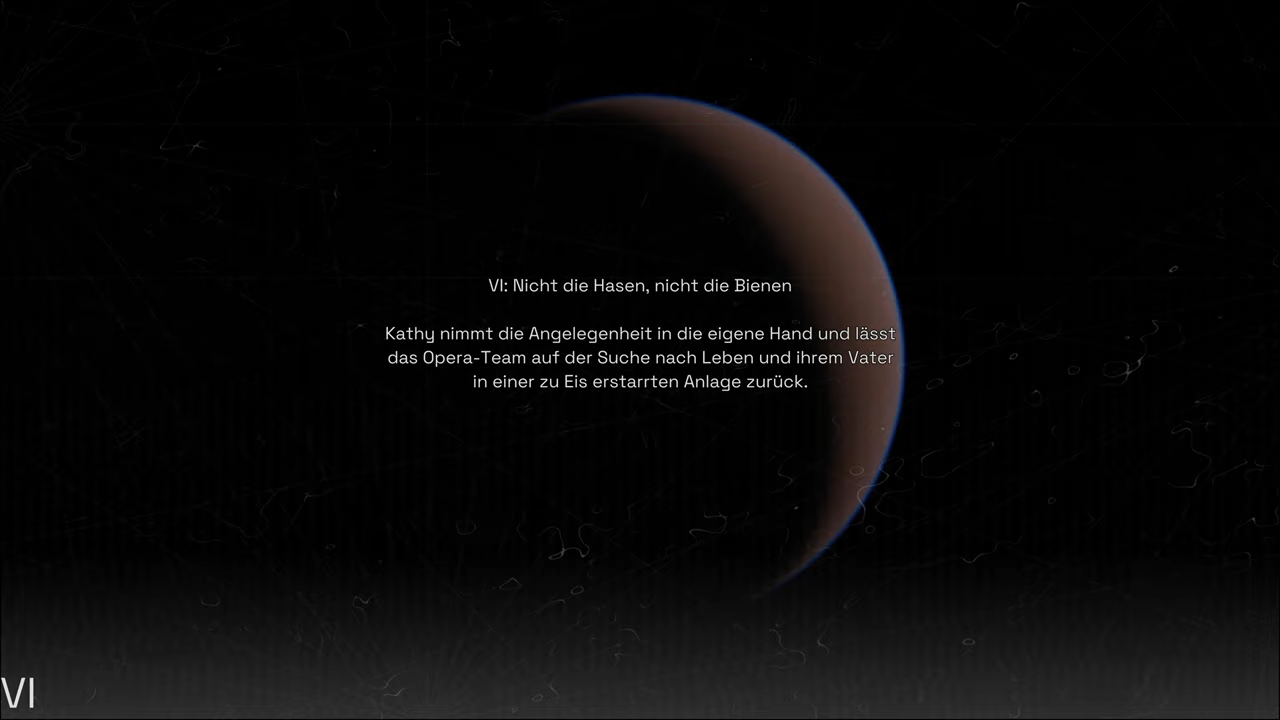 VI: Nicht die Hasen, nicht die Bienen
Kathy nimmt die Angelegenheit in die eigene Hand und lässt
das Opera-Team auf der Suche nach Leben und ihrem Vater
in einer zu Eis erstarrten Anlage zurück.
VI